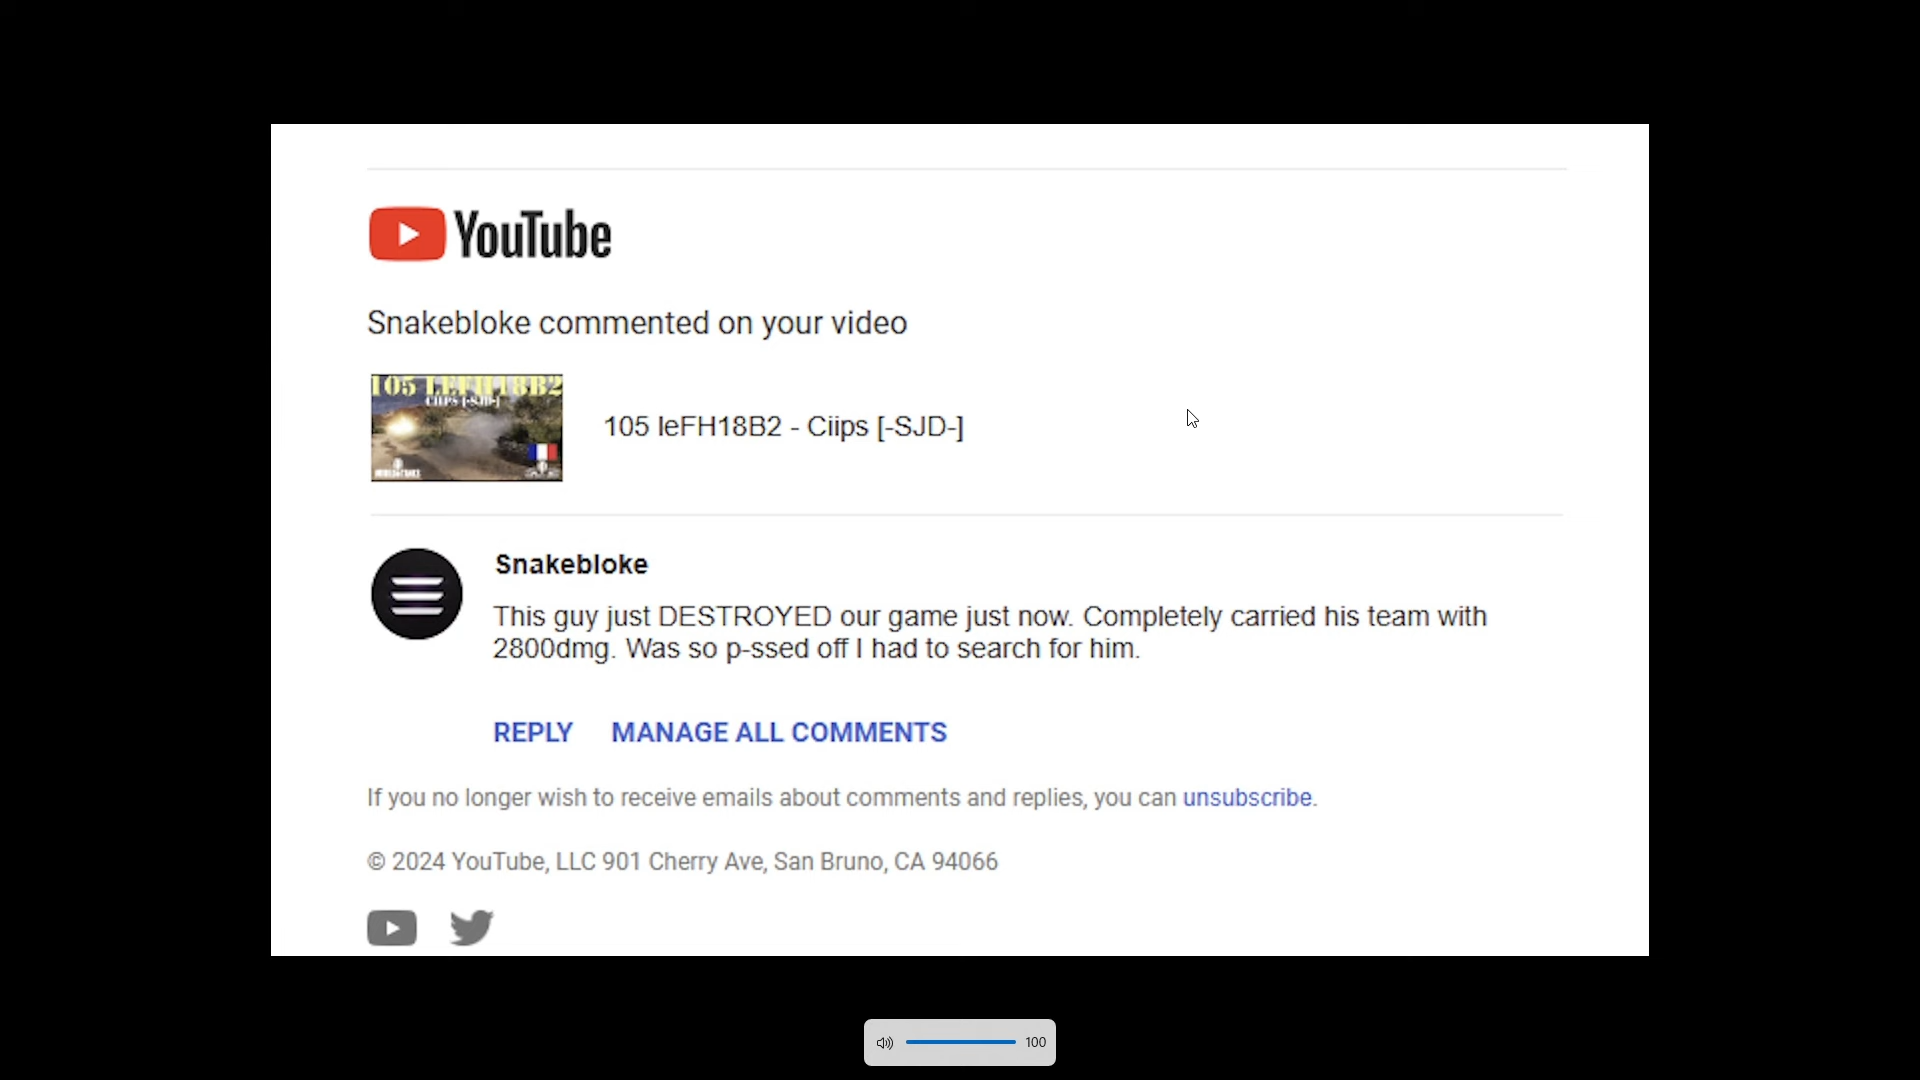 YouTube
Snakebloke commented on your video
105 LEFH18B2
CIIPS [-SJD-]
105 leFH18B2 - Ciips [-SJD-]
Snakebloke
This guy just DESTROYED our game just now. Completely carried his team with
2800dmg. Was so p-ssed off I had to search for him.
REPLY MANAGE ALL COMMENTS
If you no longer wish to receive emails about comments and replies, you can unsubscribe.
© 2024 YouTube, LLC 901 Cherry Ave, San Bruno, CA 94066
100